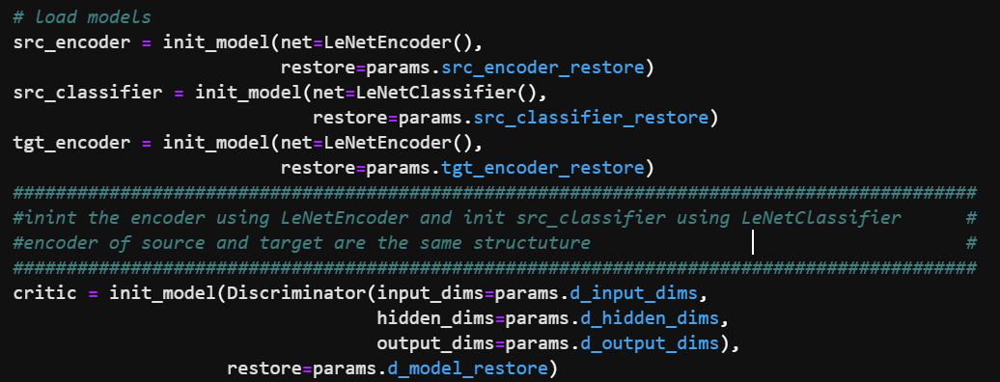 # load models
src_encoder = init_model(net=LeNetEncoder(),
                         restore=params.src_encoder_restore)
src_classifier = init_model(net=LeNetClassifier(),
                            restore=params.src_classifier_restore)
tgt_encoder = init_model(net=LeNetEncoder(),
                         restore=params.tgt_encoder_restore)
##########################################################################################
#inint the encoder using LeNetEncoder and init src_classifier using LeNetClassifier      #
#encoder of source and target are the same structuture                                   #
##########################################################################################
critic = init_model(Discriminator(input_dims=params.d_input_dims,
                                  hidden_dims=params.d_hidden_dims,
                                  output_dims=params.d_output_dims),
                    restore=params.d_model_restore)